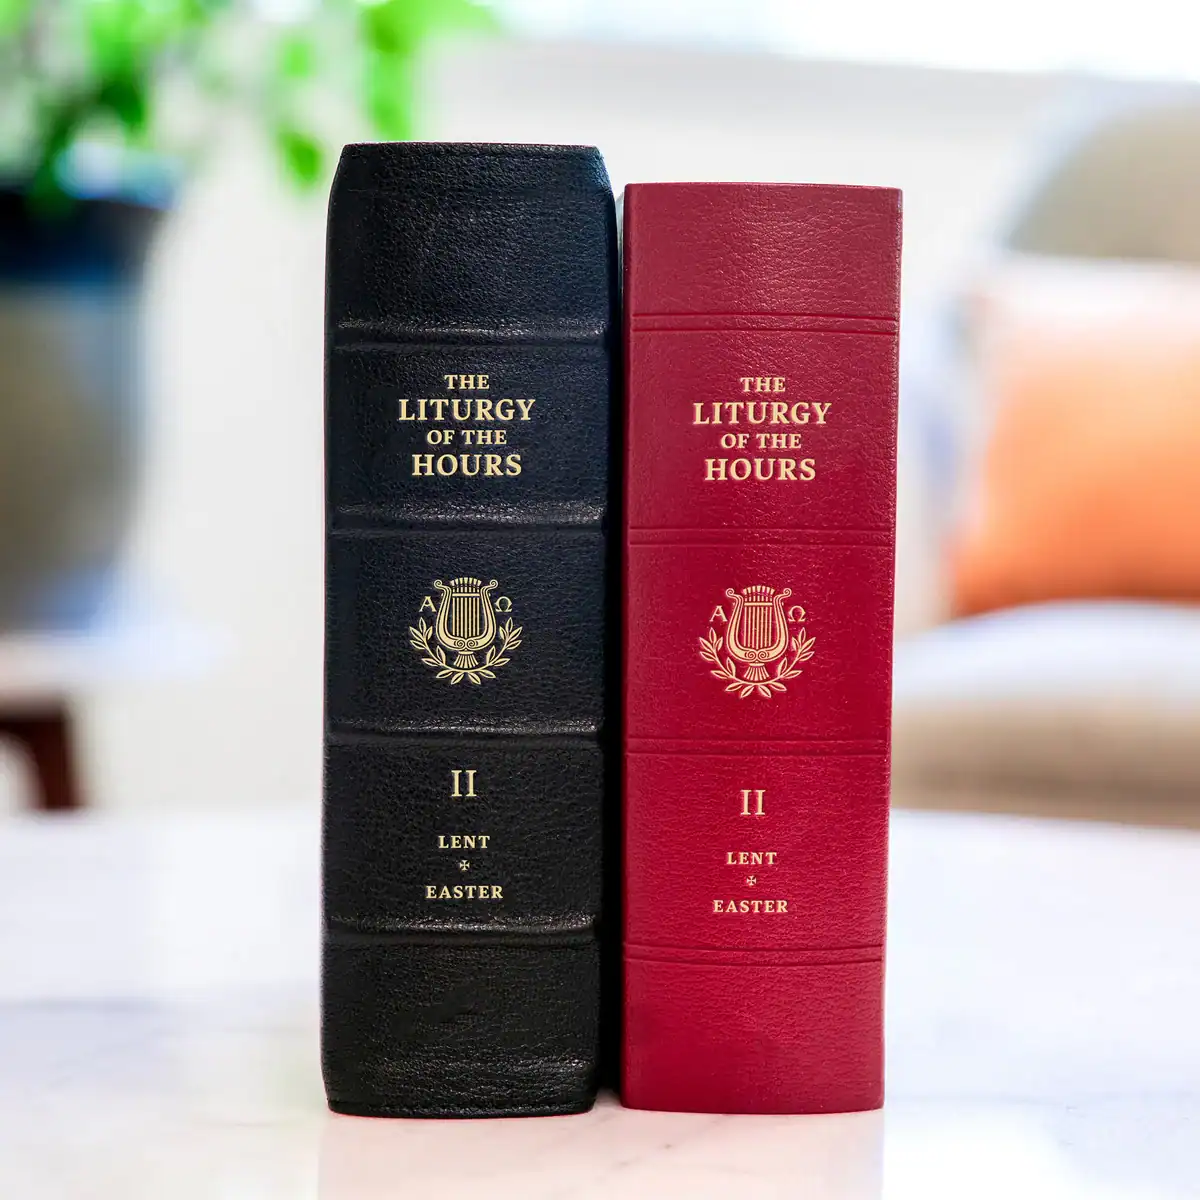 THE
LITURGY
OF THE
HOURS
Α Ω
II
LENT
✠
EASTER
THE
LITURGY
OF THE
HOURS
Α Ω
II
LENT
✠
EASTER